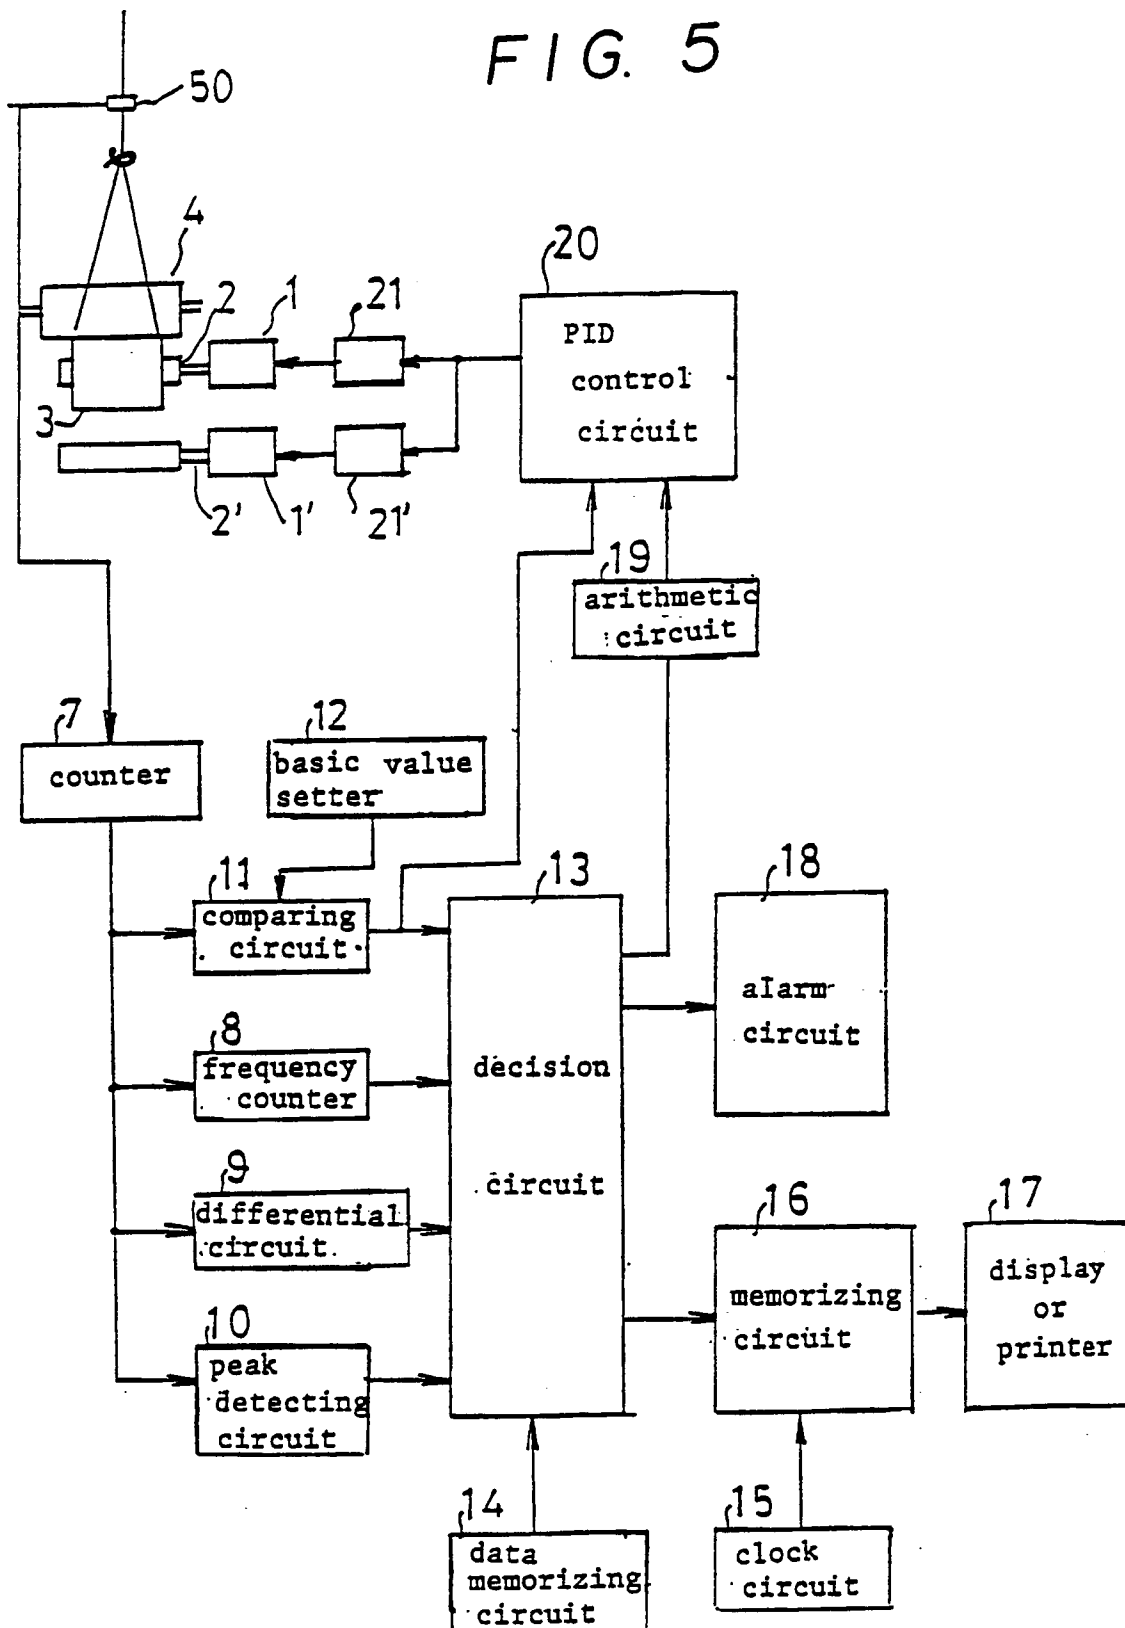 FIG. 5
50
4
2
1
21
20
PID
control
circuit
3
2'
1'
21'
19
arithmetic
circuit
7
counter
12
basic value
setter
11
comparing
circuit
13
decision
circuit
18
alarm
circuit
8
frequency
counter
9
differential
circuit
16
memorizing
circuit
17
display
or
printer
10
peak
detecting
circuit
14
data
memorizing
circuit
15
clock
circuit